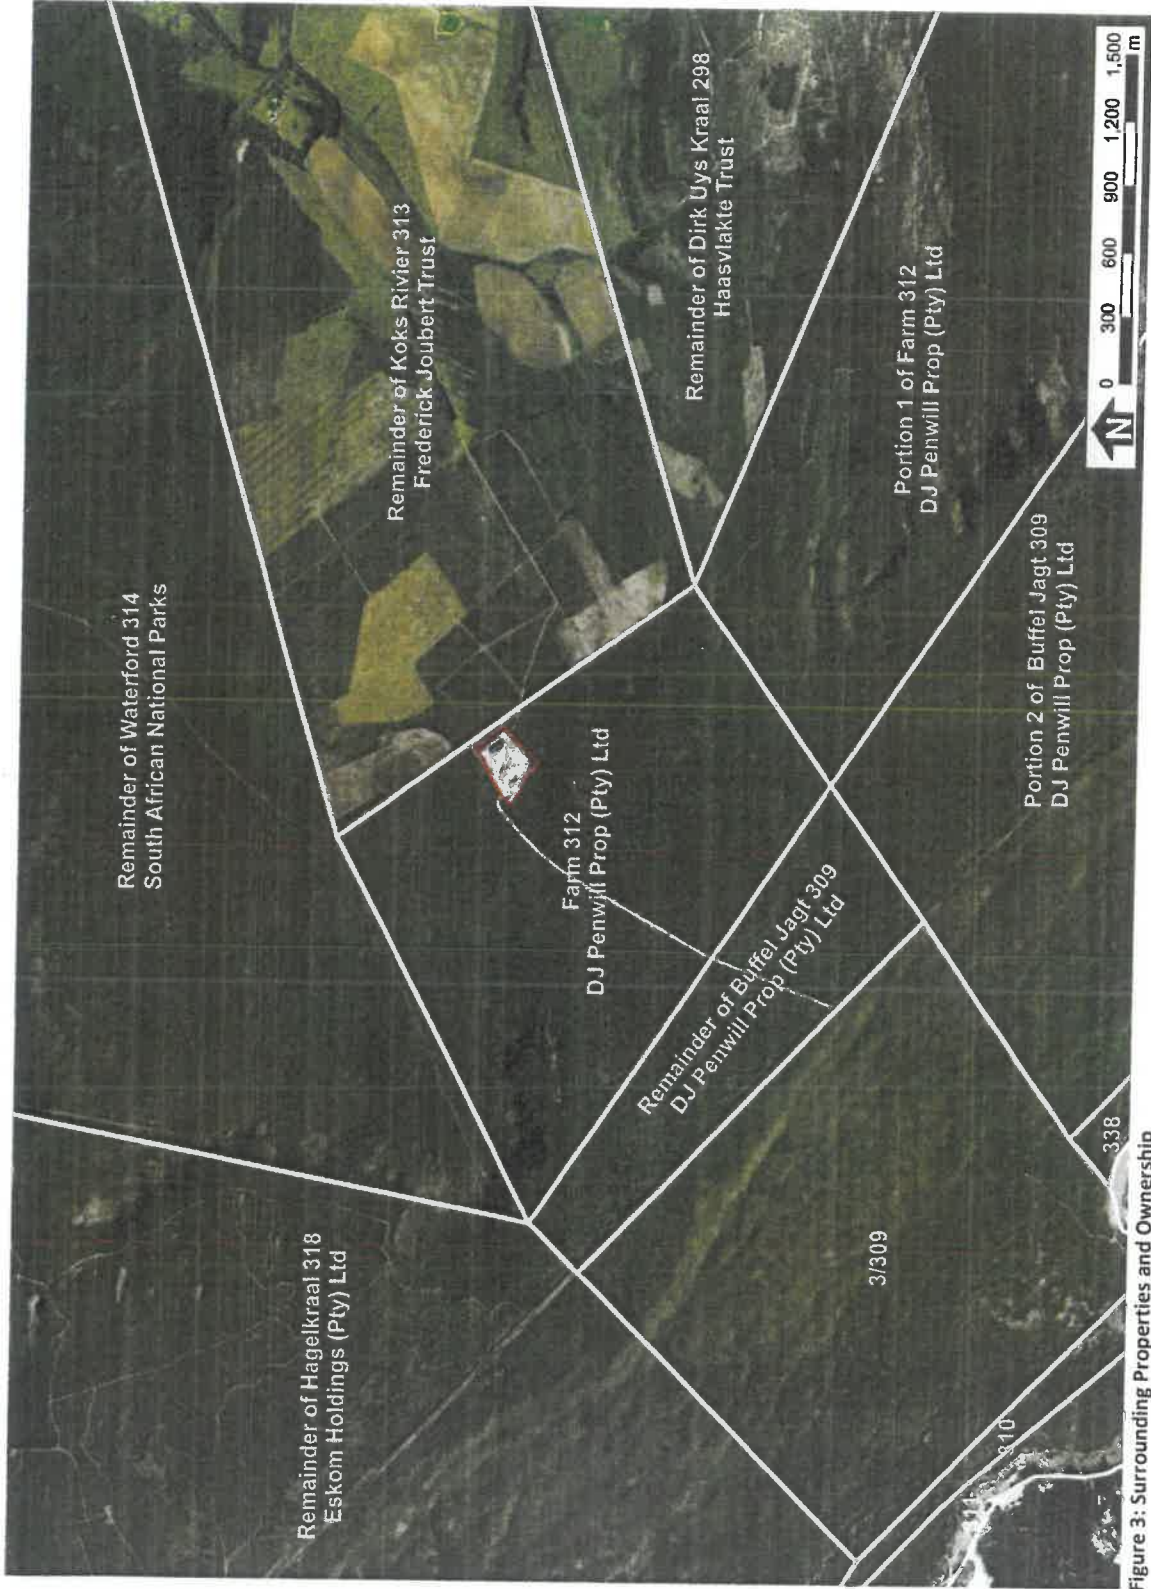 Remainder of Waterford 314
South African National Parks
Remainder of Hagelkraal 318
Eskom Holdings (Pty) Ltd
Remainder of Koks Rivier 313
Frederick Joubert Trust
Farm 312
DJ Penwill Prop (Pty) Ltd
Remainder of Dirk Uys Kraal 298
Haasvlakte Trust
Remainder of Buffel Jagt 309
DJ Penwill Prop (Pty) Ltd
Portion 1 of Farm 312
DJ Penwill Prop (Pty) Ltd
3/309
Portion 2 of Buffel Jagt 309
DJ Penwill Prop (Pty) Ltd
310
338
N
0 300 600 900 1,200 1,500
m
Figure 3: Surrounding Properties and Ownership